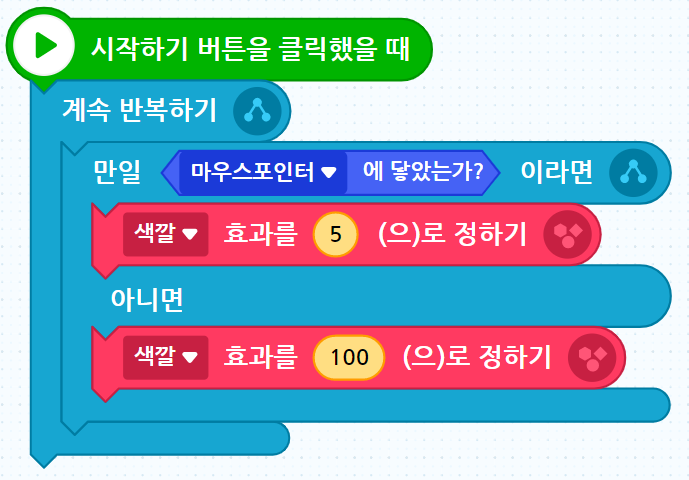 시작하기 버튼을 클릭했을 때
계속 반복하기
만일 마우스포인터 에 닿았는가? 이라면
색깔 효과를 5 (으)로 정하기
아니면
색깔 효과를 100 (으)로 정하기